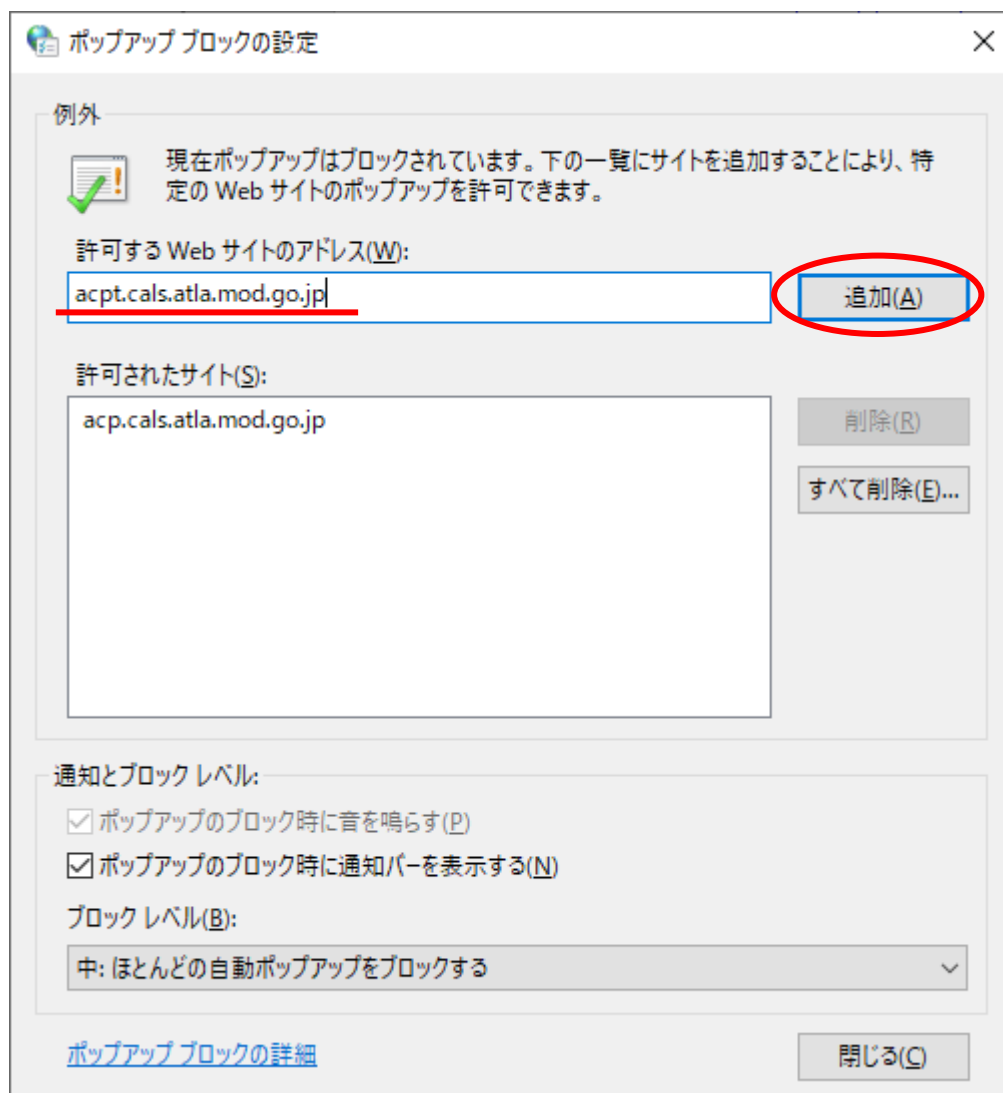 ポップアップ ブロックの設定
例外
現在ポップアップはブロックされています。下の一覧にサイトを追加することにより、特
定の Web サイトのポップアップを許可できます。
許可する Web サイトのアドレス(W):
acpt.cals.atla.mod.go.jp
追加(A)
許可されたサイト(S):
acp.cals.atla.mod.go.jp
削除(R)
すべて削除(E)...
通知とブロック レベル:
ポップアップのブロック時に音を鳴らす(P)
ポップアップのブロック時に通知バーを表示する(N)
ブロック レベル(B):
中: ほとんどの自動ポップアップをブロックする
ポップアップ ブロックの詳細
閉じる(C)